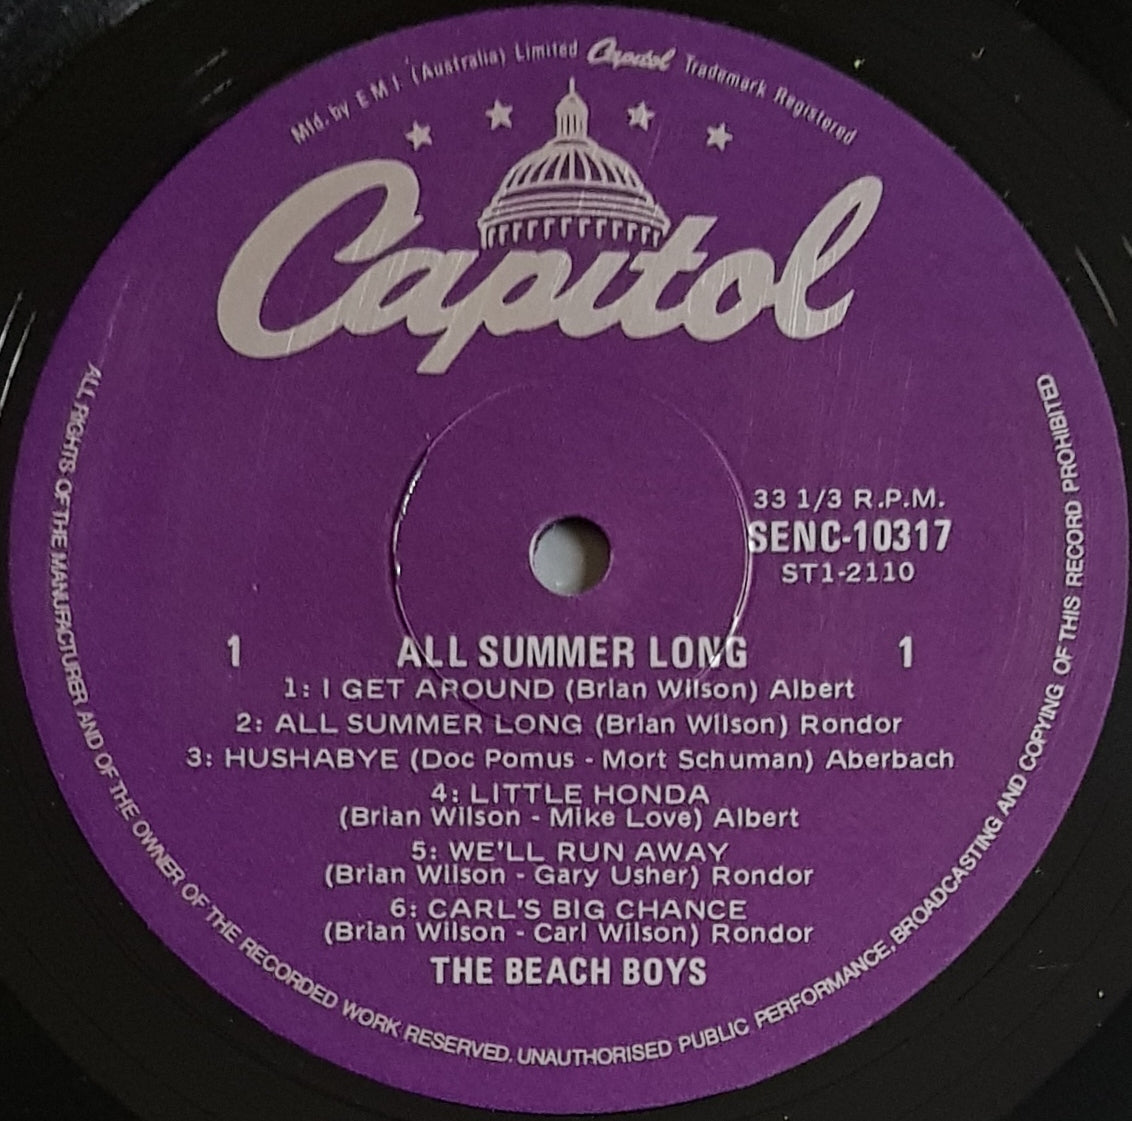 Mfd. by E M I (Australia) Limited Capitol Trademark Registered
Capitol
33 1/3 R.P.M.
SENC-10317
ST1-2110
1 ALL SUMMER LONG 1
1: I GET AROUND (Brian Wilson) Albert
2: ALL SUMMER LONG (Brian Wilson) Rondor
3: HUSHABYE (Doc Pomus - Mort Schuman) Aberbach
4: LITTLE HONDA
(Brian Wilson - Mike Love) Albert
5: WE'LL RUN AWAY
(Brian Wilson - Gary Usher) Rondor
6: CARL'S BIG CHANCE
(Brian Wilson - Carl Wilson) Rondor
THE BEACH BOYS
ALL RIGHTS OF THE MANUFACTURER AND OF THE OWNER OF THE RECORDED WORK RESERVED. UNAUTHORISED PUBLIC PERFORMANCE, BROADCASTING AND COPYING OF THIS RECORD PROHIBITED